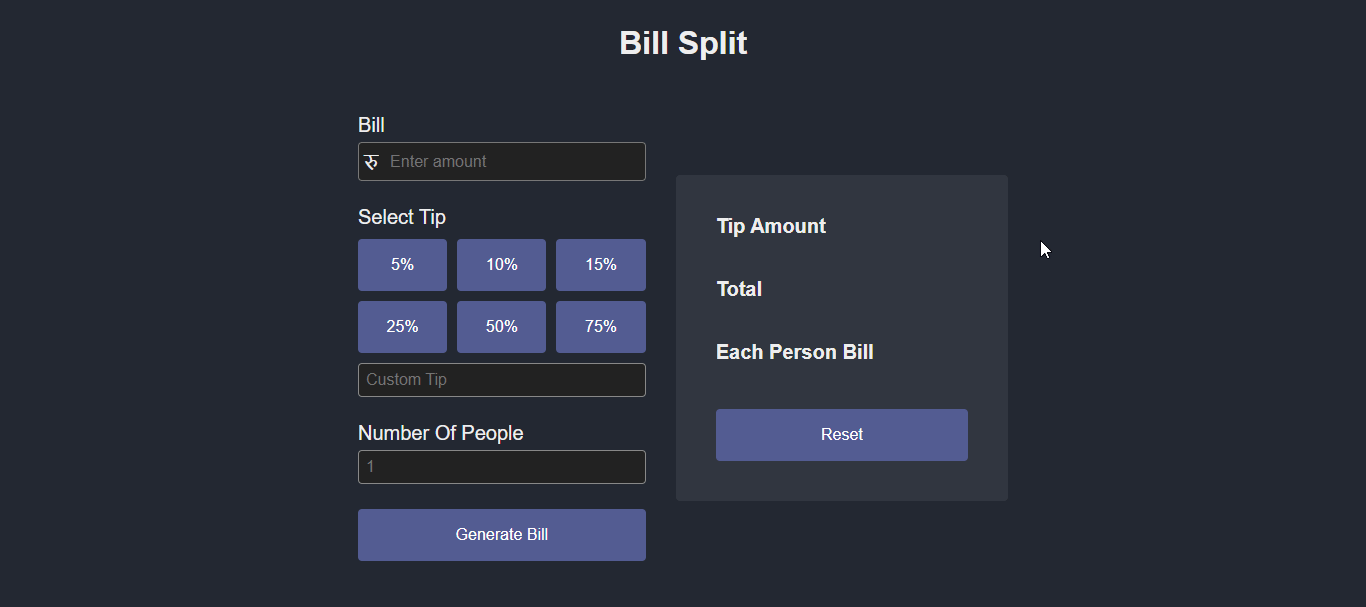 Bill Split
Bill
रु Enter amount
Select Tip
5% 10% 15%
25% 50% 75%
Custom Tip
Number Of People
1
Generate Bill
Tip Amount
Total
Each Person Bill
Reset